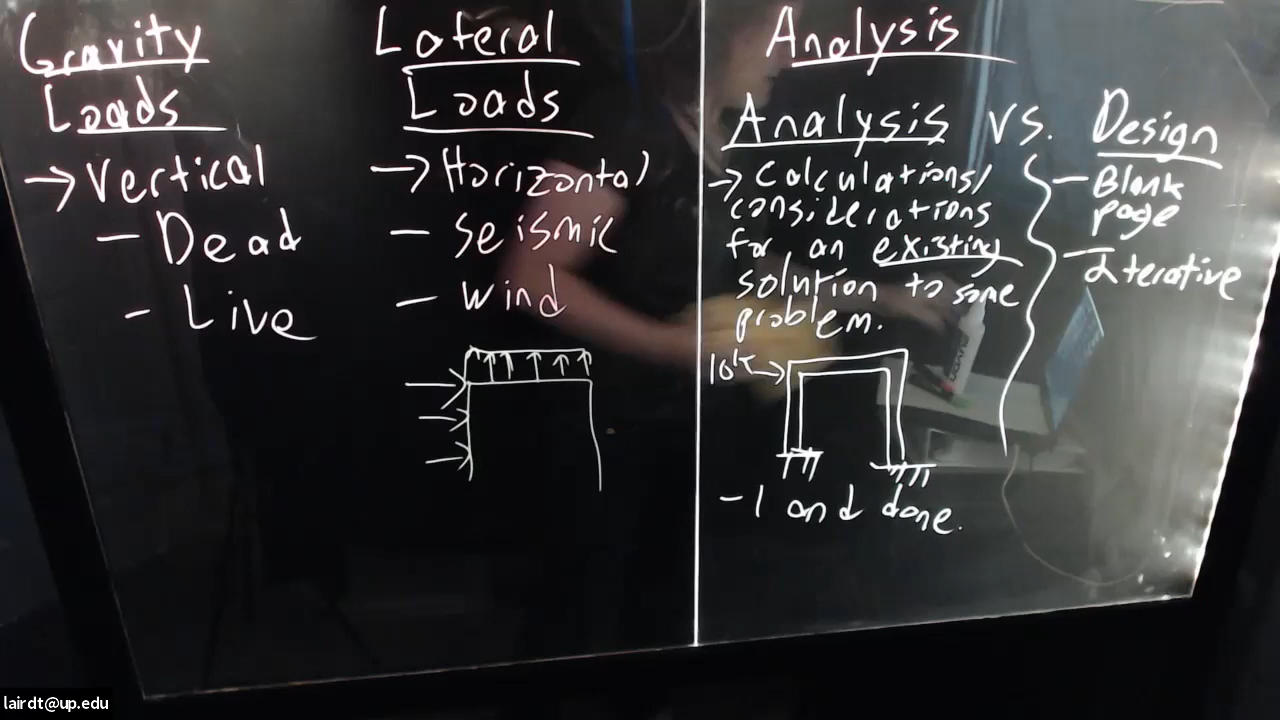 Gravity
Loads
→ Vertical
- Dead
- Live
Lateral
Loads
→ Horizontal
- Seismic
- Wind
Analysis
Analysis vs. Design
→ Calculations/
considerations
for an existing
solution to some
problem.
10k
- 1 and done.
- Blank
page
- Iterative
lairdt@up.edu